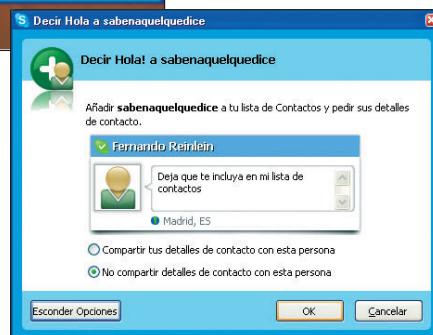 Decir Hola a sabenaquelquedice
Decir Hola! a sabenaquelquedice
Añadir sabenaquelquedice a tu lista de Contactos y pedir sus detalles
de contacto.
Fernando Reinlein
Deja que te incluya en mi lista de
contactos
Madrid, ES
Compartir tus detalles de contacto con esta persona
No compartir detalles de contacto con esta persona
Esconder Opciones
OK
Cancelar